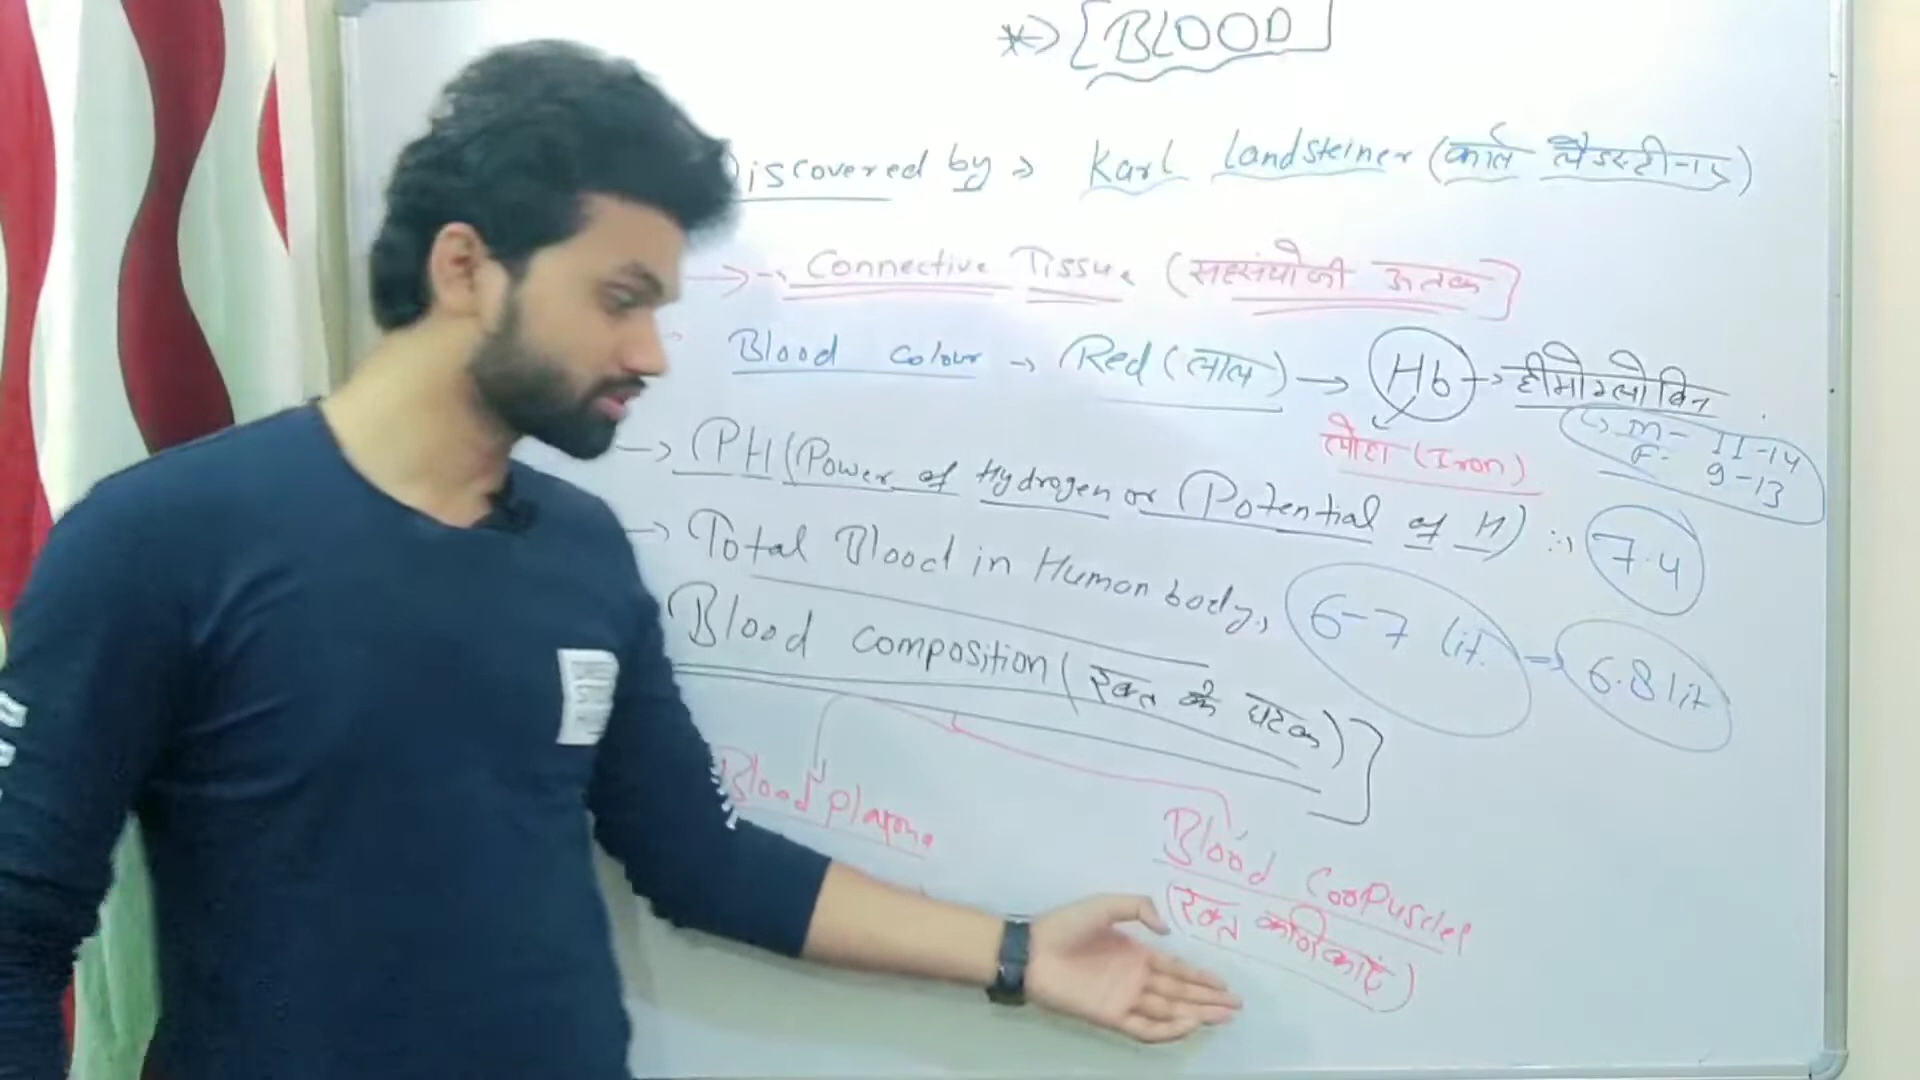 *→ [BLOOD]
Discovered by → Karl Landsteiner (कार्ल लैंडस्टीनर)
→ Connective Tissue (सहसंयोजी ऊतक)
Blood colour → Red (लाल) → Hb → हीमोग्लोबिन
लोहा (Iron)
M- 11-14
F- 9-13
→ PH (Power of Hydrogen or Potential of H) :→ 7.4
→ Total Blood in Human body, 6-7 lit. ⇒ 6.8 lit
Blood composition (रक्त के घटक)]
Blood Plasma
Blood Corpuscles
(रक्त कणिकाएं)